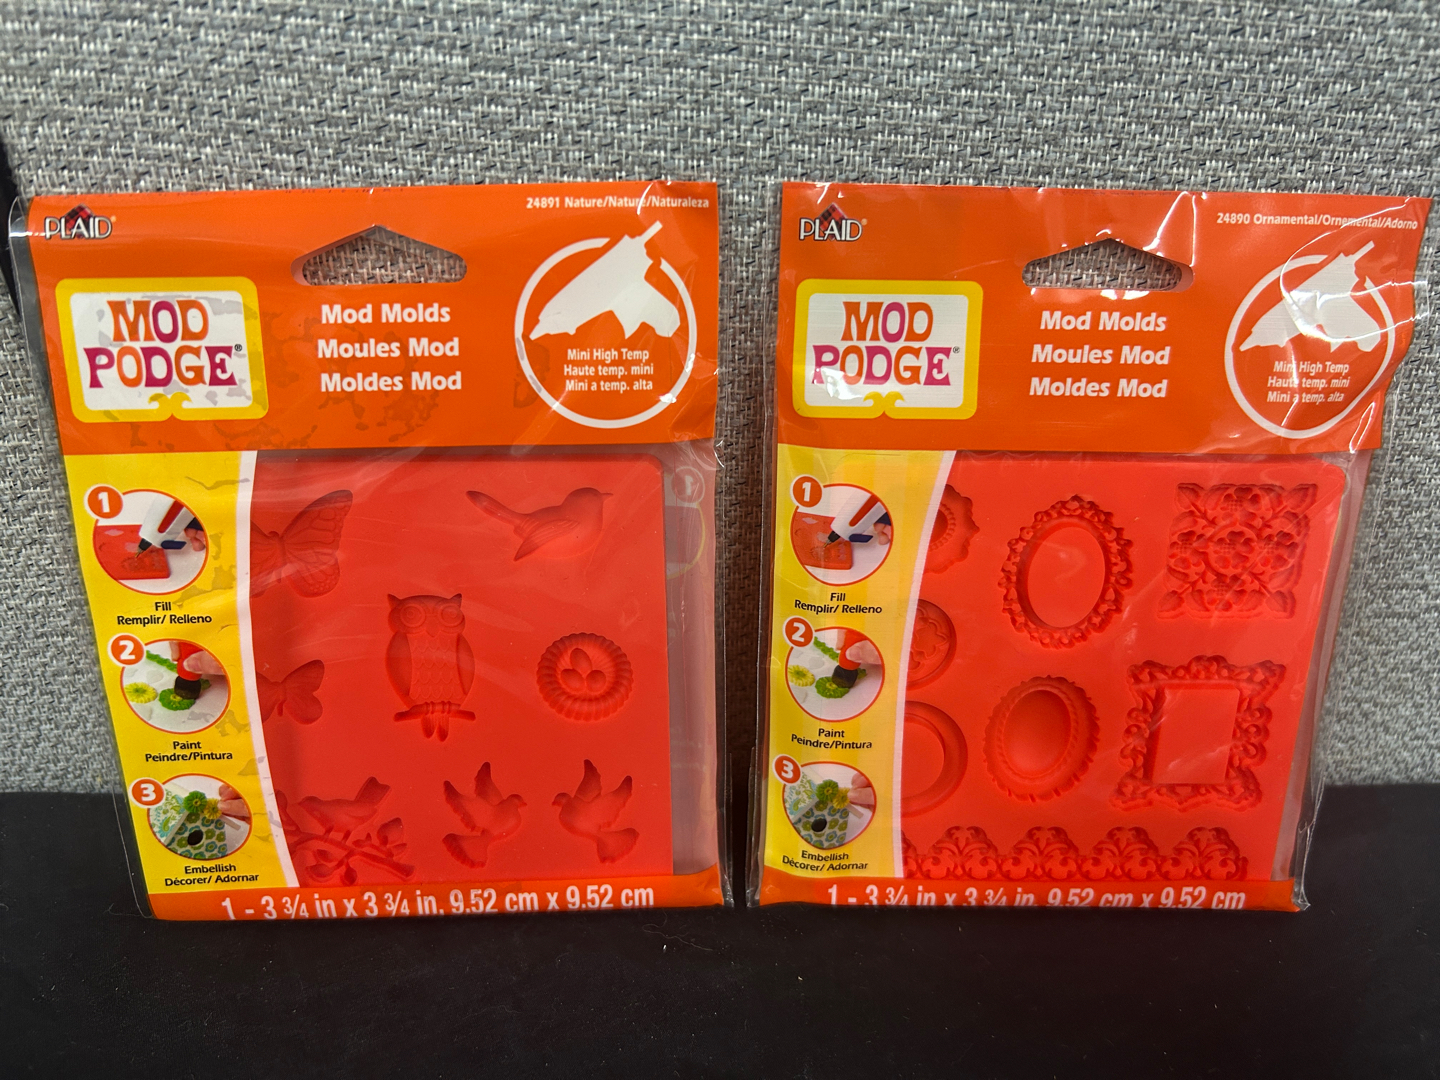 PLAID®
24891 Nature/Nature/Naturaleza
MOD
PODGE®
Mod Molds
Moules Mod
Moldes Mod
Mini High Temp
Haute temp. mini
Mini a temp. alta
1
Fill
Remplir/ Relleno
2
Paint
Peindre/Pintura
3
Embellish
Décorer/ Adornar
1 - 3 3/4 in x 3 3/4 in. 9.52 cm x 9.52 cm
PLAID®
24890 Ornamental/Ornemental/Adorno
MOD
PODGE®
Mod Molds
Moules Mod
Moldes Mod
Mini High Temp
Haute temp. mini
Mini a temp. alta
1
Fill
Remplir/ Relleno
2
Paint
Peindre/Pintura
3
Embellish
Décorer/ Adornar
1 - 3 3/4 in x 3 3/4 in. 9.52 cm x 9.52 cm